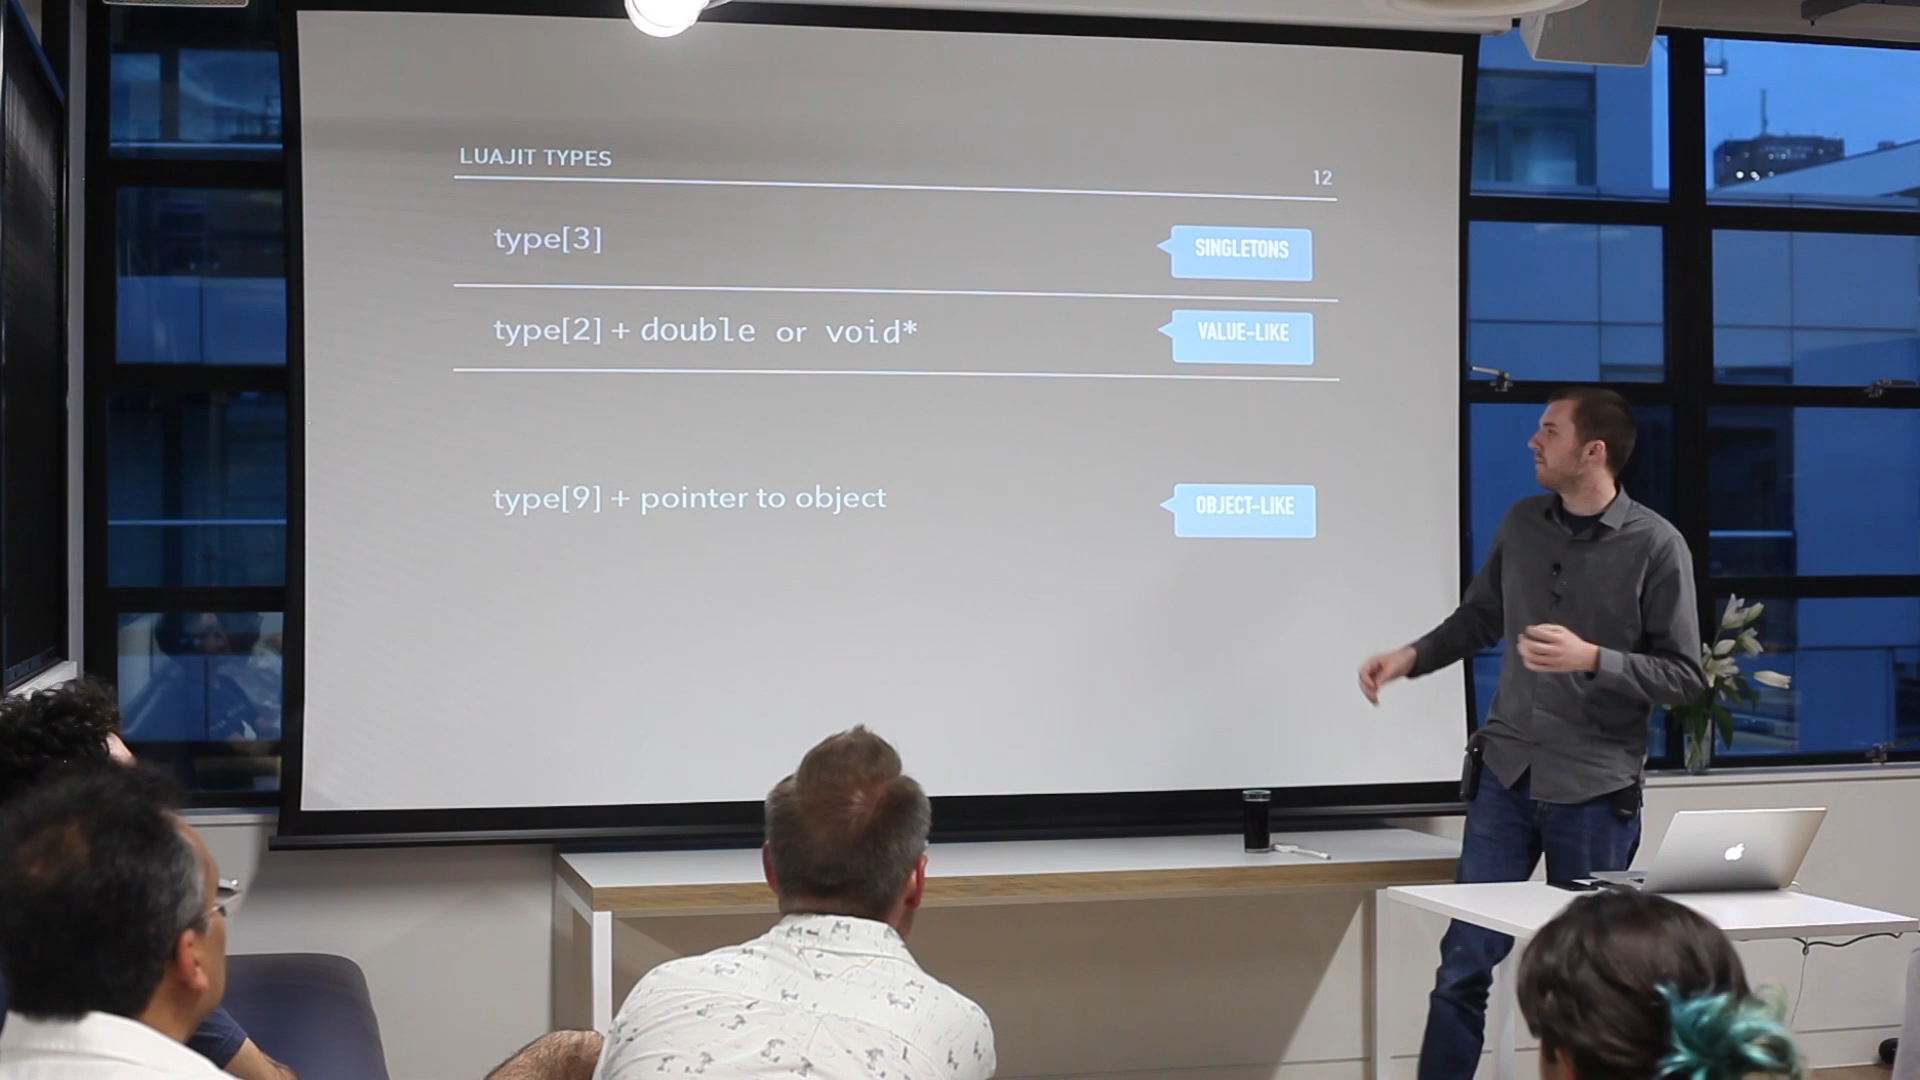 LUAJIT TYPES
12
type[3]
SINGLETONS
type[2] + double or void*
VALUE-LIKE
type[9] + pointer to object
OBJECT-LIKE